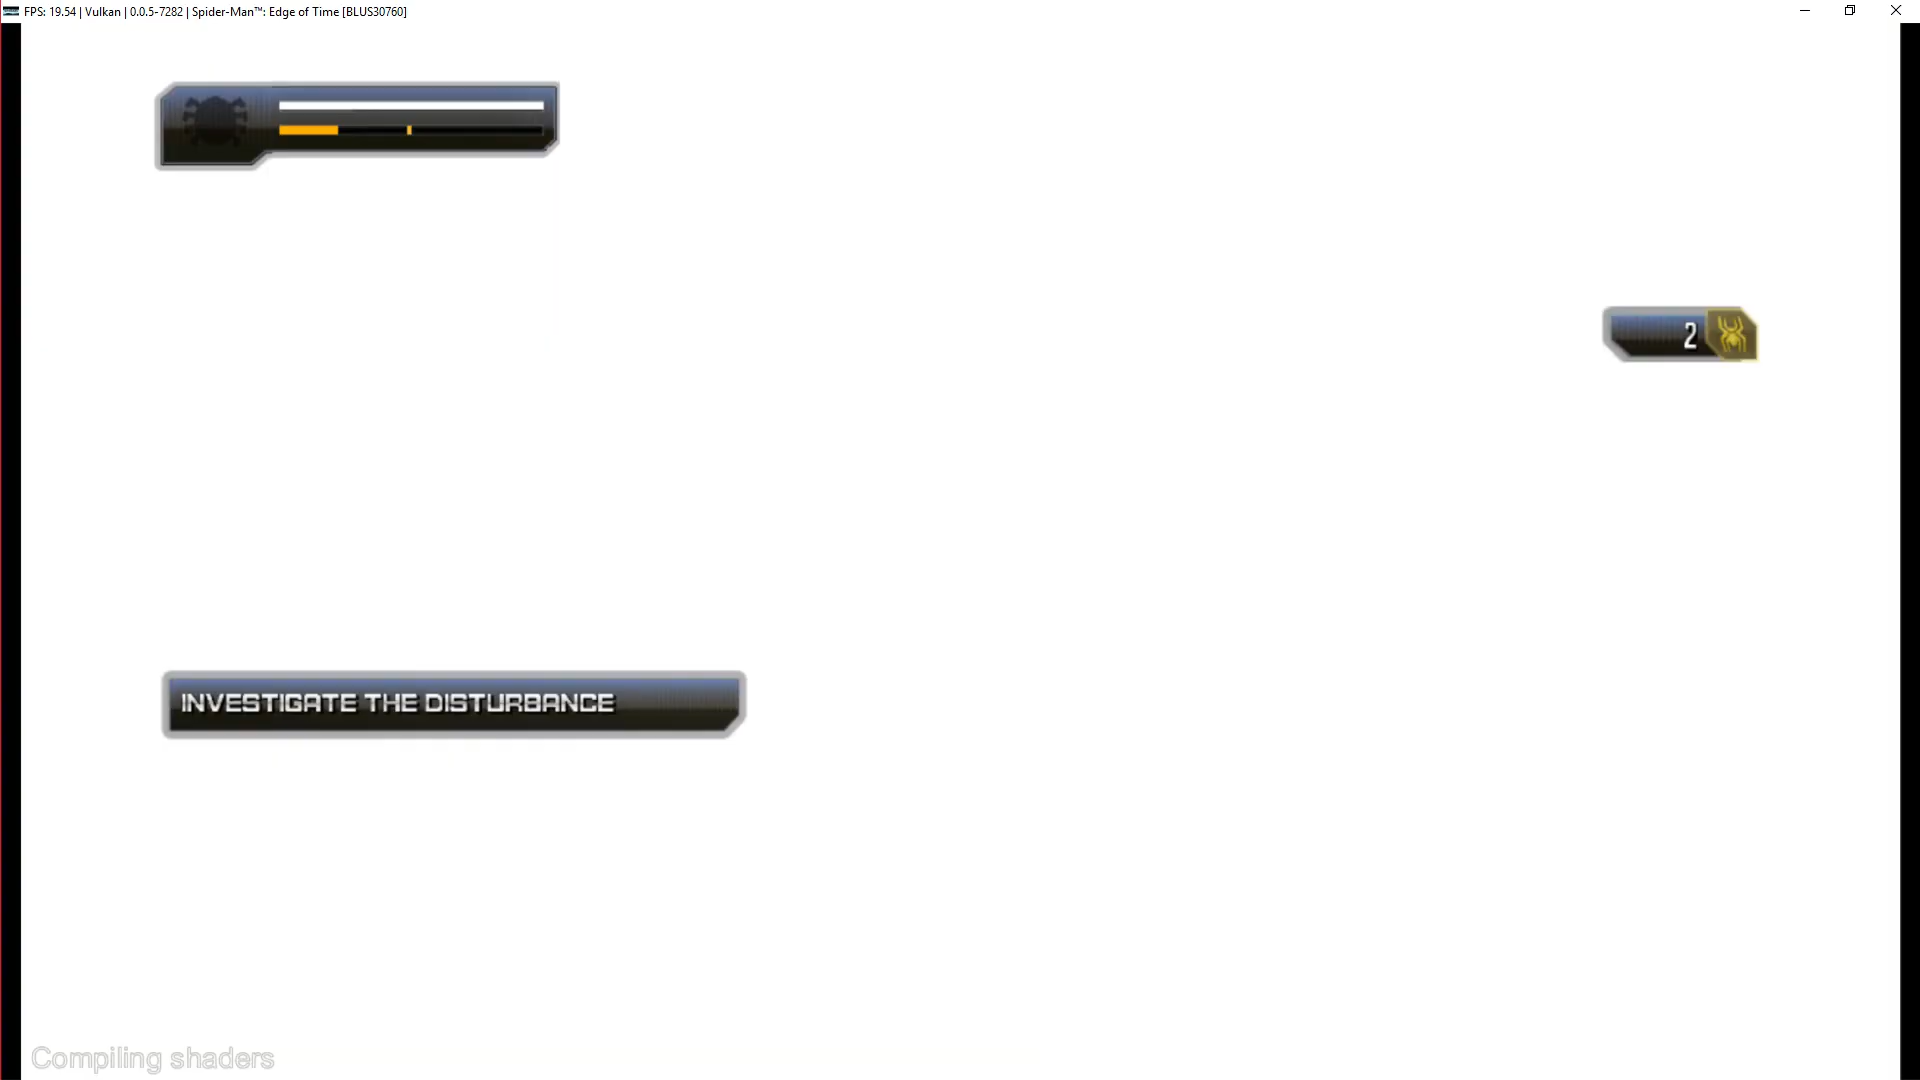 FPS: 19.54 | Vulkan | 0.0.5-7282 | Spider-Man™: Edge of Time [BLUS30760]
2
INVESTIGATE THE DISTURBANCE
Compiling shaders